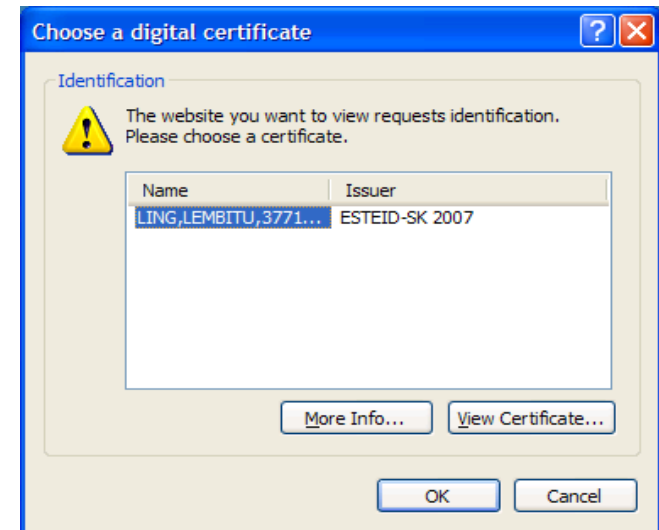 Choose a digital certificate
Identification
The website you want to view requests identification.
Please choose a certificate.
Name Issuer
LING,LEMBITU,3771... ESTEID-SK 2007
More Info... View Certificate...
OK Cancel